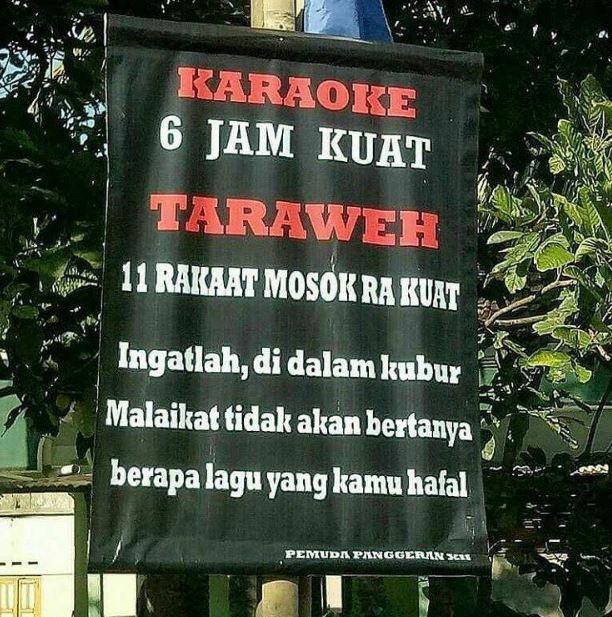 KARAOKE
6 JAM KUAT
TARAWEH
11 RAKAAT MOSOK RA KUAT
Ingatlah, di dalam kubur
Malaikat tidak akan bertanya
berapa lagu yang kamu hafal
PEMUDA PANGGERAN